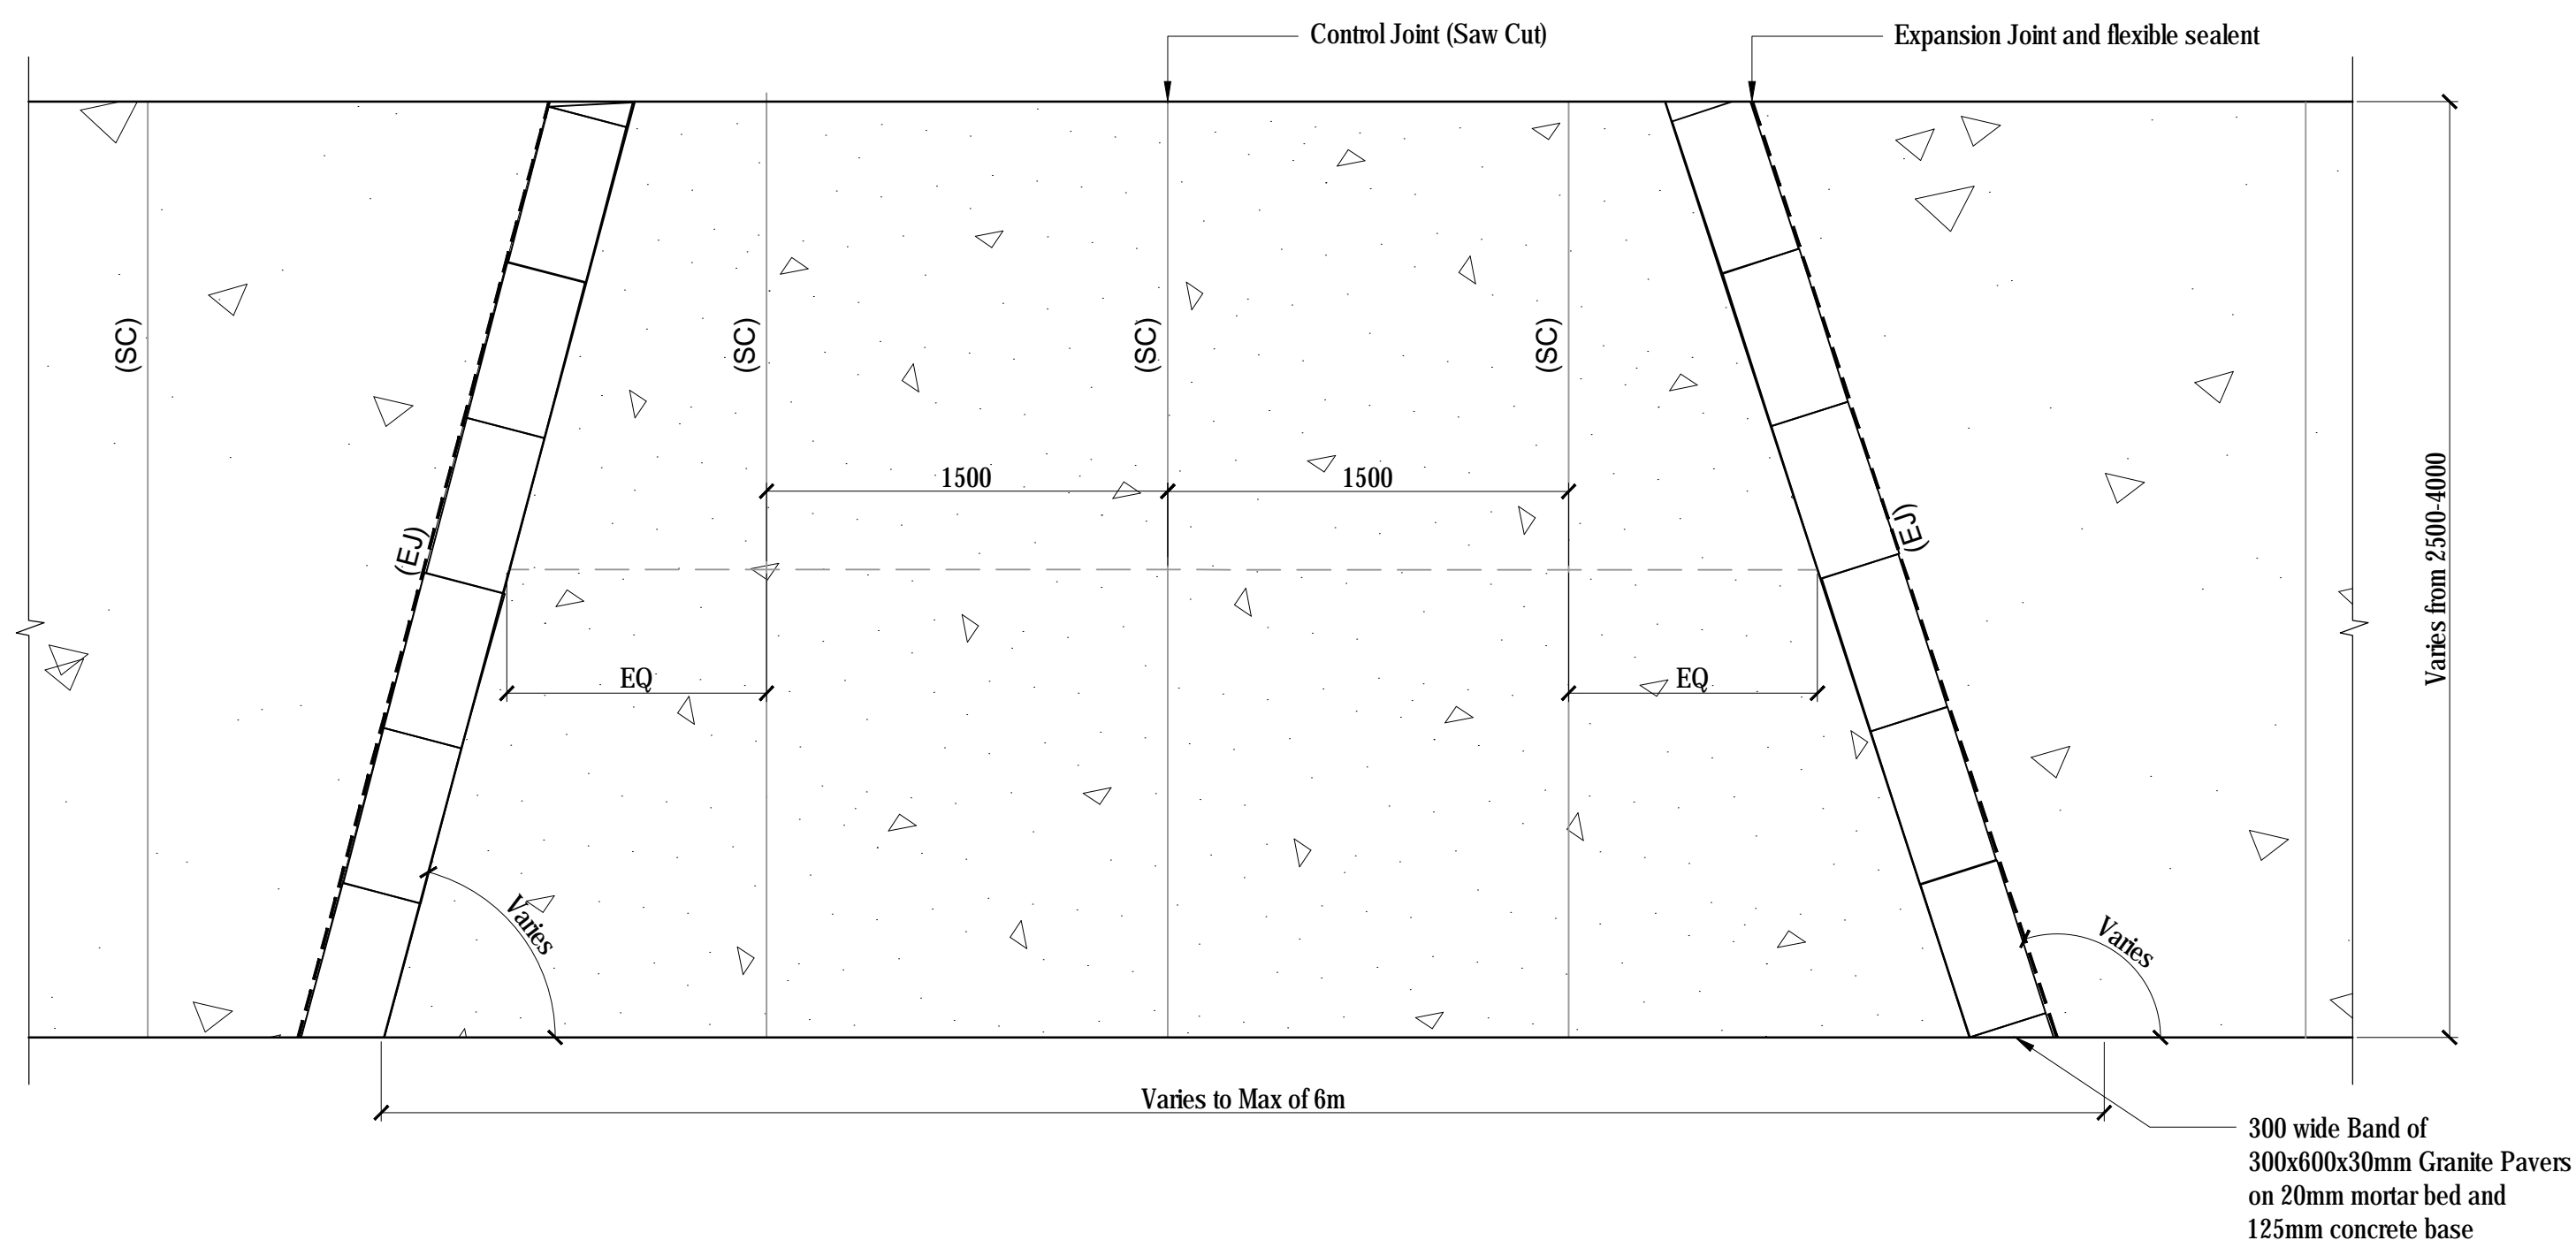 Control Joint (Saw Cut)
Expansion Joint and flexible sealent
(SC)
(SC)
(SC)
(SC)
1500
1500
(EJ)
(EJ)
Varies from 2500-4000
EQ
EQ
Varies
Varies
Varies to Max of 6m
300 wide Band of
300x600x30mm Granite Pavers
on 20mm mortar bed and
125mm concrete base